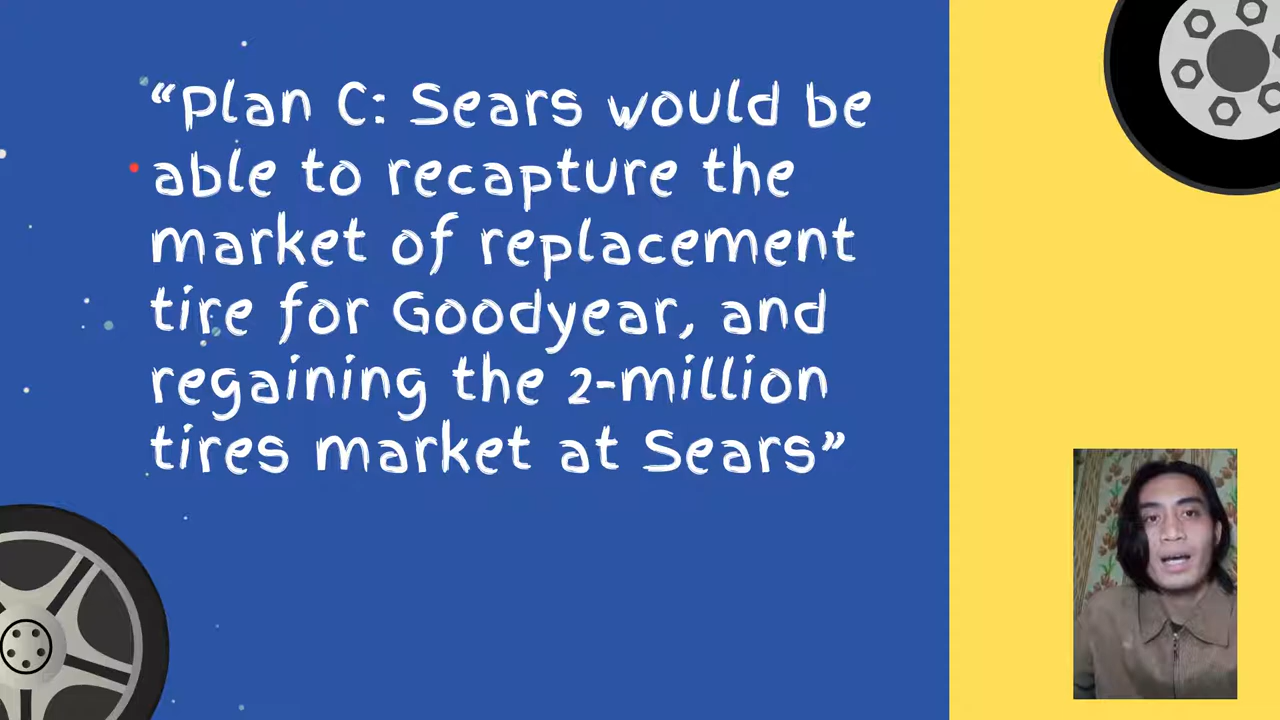 “Plan C: Sears would be
able to recapture the
market of replacement
tire for Goodyear, and
regaining the 2-million
tires market at Sears”